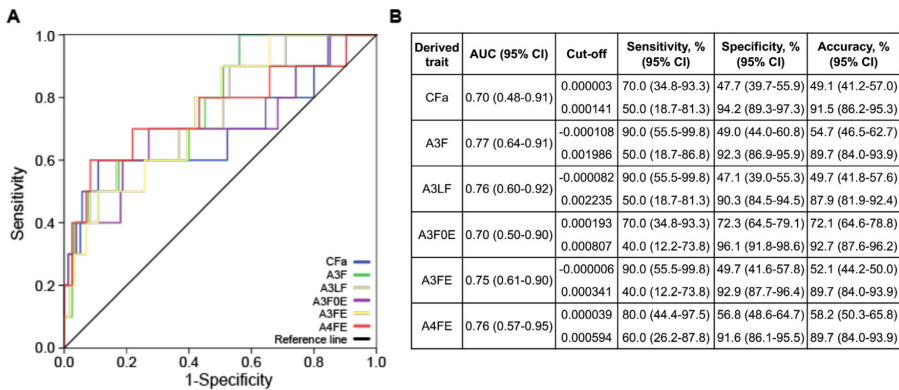 A
B
1.0
0.8
0.6
0.4
0.2
0.0
Sensitivity
CFa
A3F
A3LF
A3F0E
A3FE
A4FE
Reference line
0.0 0.2 0.4 0.6 0.8 1.0
1-Specificity
Derived trait AUC (95% CI) Cut-off Sensitivity, % (95% CI) Specificity, % (95% CI) Accuracy, % (95% CI)
CFa 0.70 (0.48-0.91) 0.000003 70.0 (34.8-93.3) 47.7 (39.7-55.9) 49.1 (41.2-57.0)
0.000141 50.0 (18.7-81.3) 94.2 (89.3-97.3) 91.5 (86.2-95.3)
A3F 0.77 (0.64-0.91) -0.000108 90.0 (55.5-99.8) 49.0 (44.0-60.8) 54.7 (46.5-62.7)
0.001986 50.0 (18.7-86.8) 92.3 (86.9-95.9) 89.7 (84.0-93.9)
A3LF 0.76 (0.60-0.92) -0.000082 90.0 (55.5-99.8) 47.1 (39.0-55.3) 49.7 (41.8-57.6)
0.002235 50.0 (18.7-81.3) 90.3 (84.5-94.5) 87.9 (81.9-92.4)
A3F0E 0.70 (0.50-0.90) 0.000193 70.0 (34.8-93.3) 72.3 (64.5-79.1) 72.1 (64.6-78.8)
0.000807 40.0 (12.2-73.8) 96.1 (91.8-98.6) 92.7 (87.6-96.2)
A3FE 0.75 (0.61-0.90) -0.000006 90.0 (55.5-99.8) 49.7 (41.6-57.8) 52.1 (44.2-50.0)
0.000341 40.0 (12.2-73.8) 92.9 (87.7-96.4) 89.7 (84.0-93.9)
A4FE 0.76 (0.57-0.95) 0.000039 80.0 (44.4-97.5) 56.8 (48.6-64.7) 58.2 (50.3-65.8)
0.000594 60.0 (26.2-87.8) 91.6 (86.1-95.5) 89.7 (84.0-93.9)